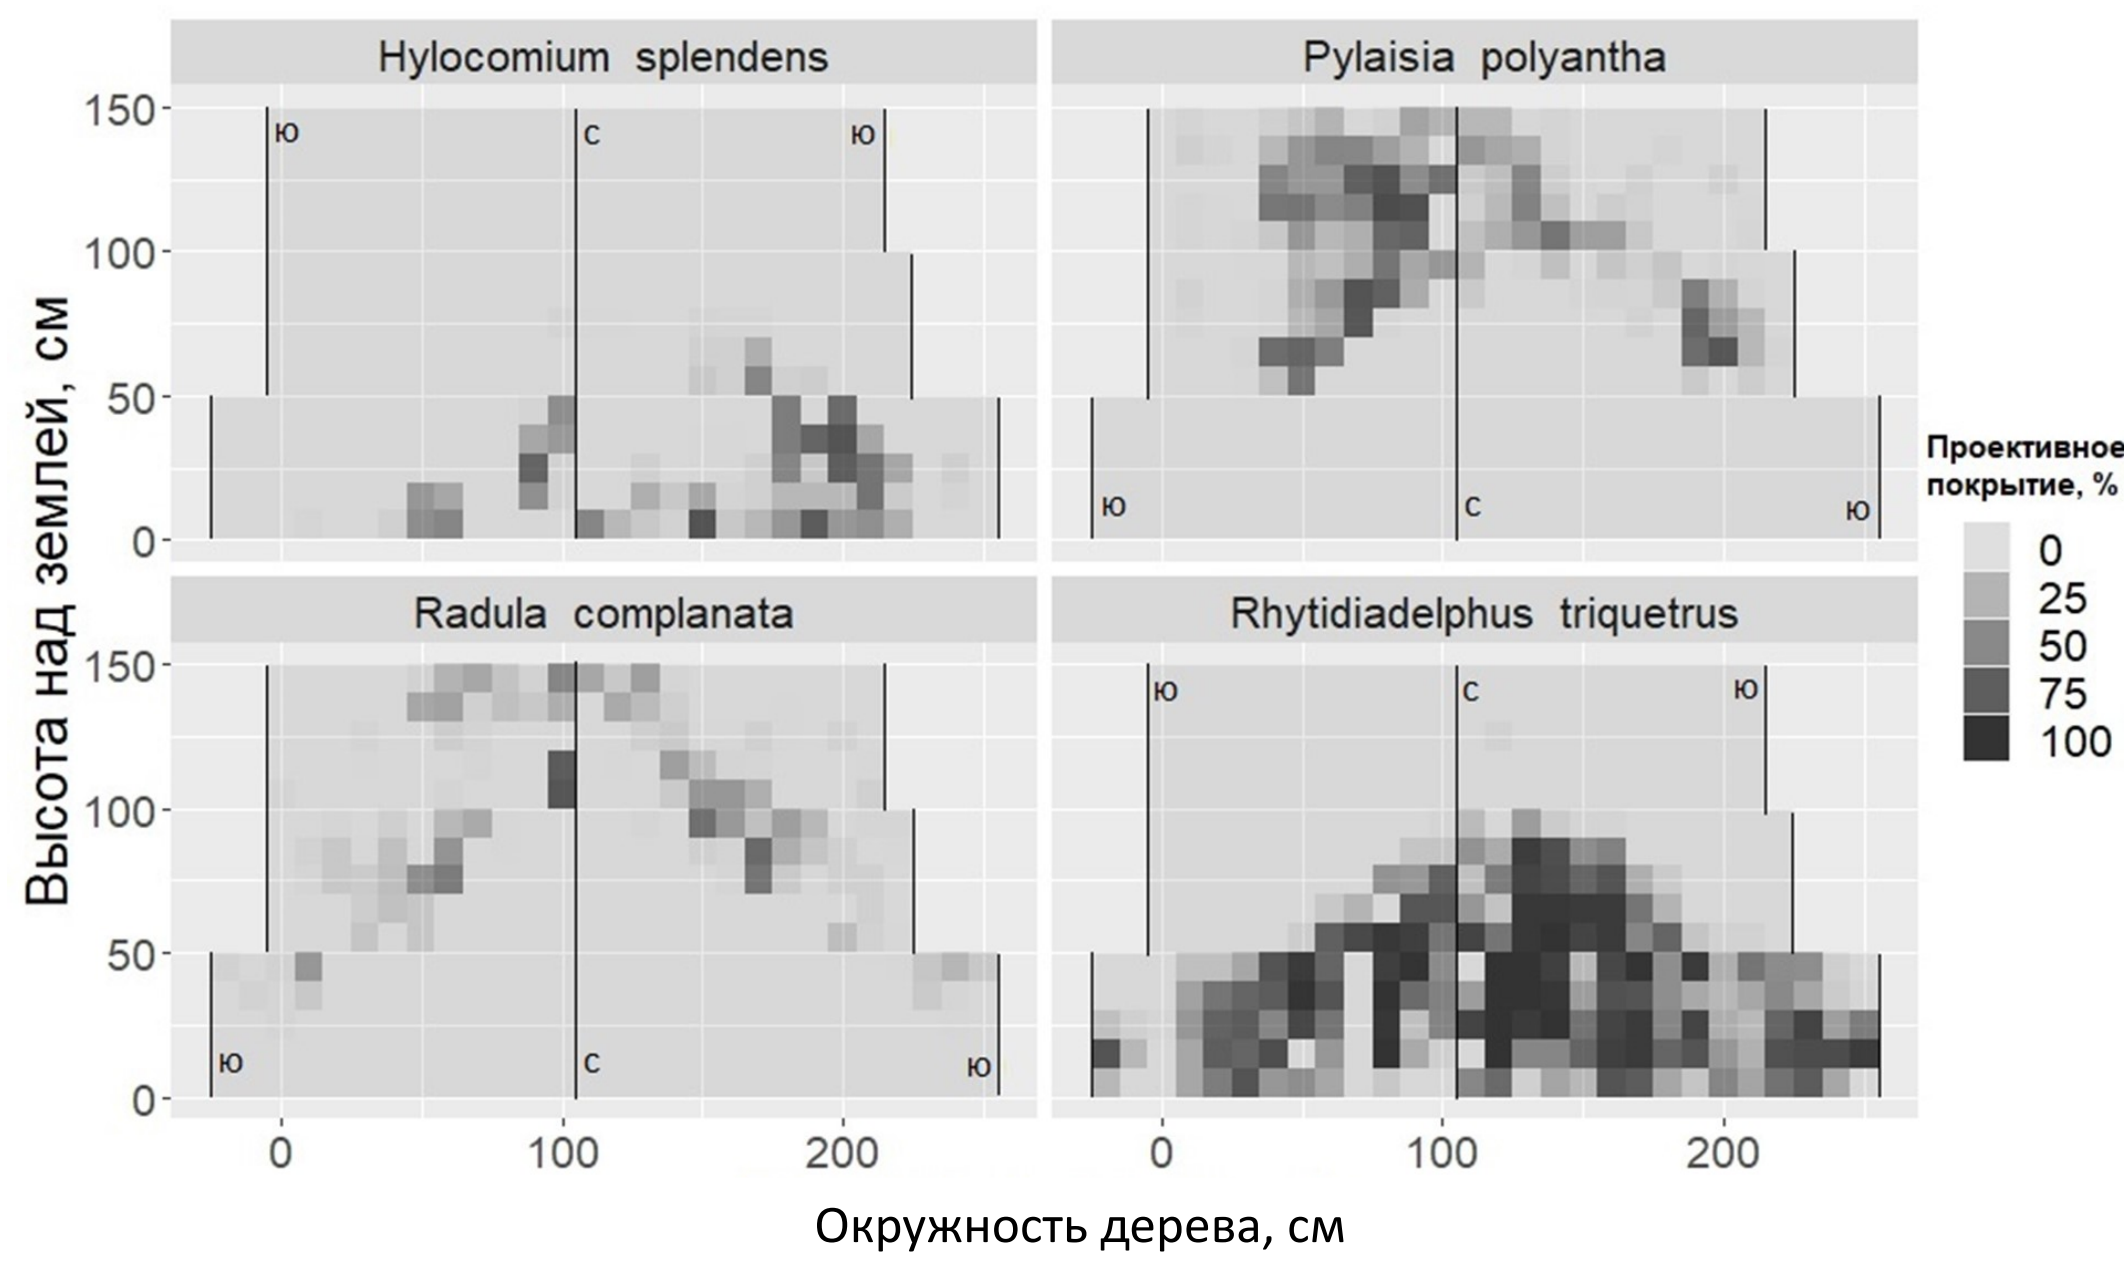 Hylocomium splendens
Pylaisia polyantha
Высота над землей, см
150
100
50
0
ю
с
ю
ю
с
ю
Проективное
покрытие, %
0
25
50
75
100
Radula complanata
Rhytidiadelphus triquetrus
150
100
50
0
ю
с
ю
ю
с
ю
0
100
200
0
100
200
Окружность дерева, см